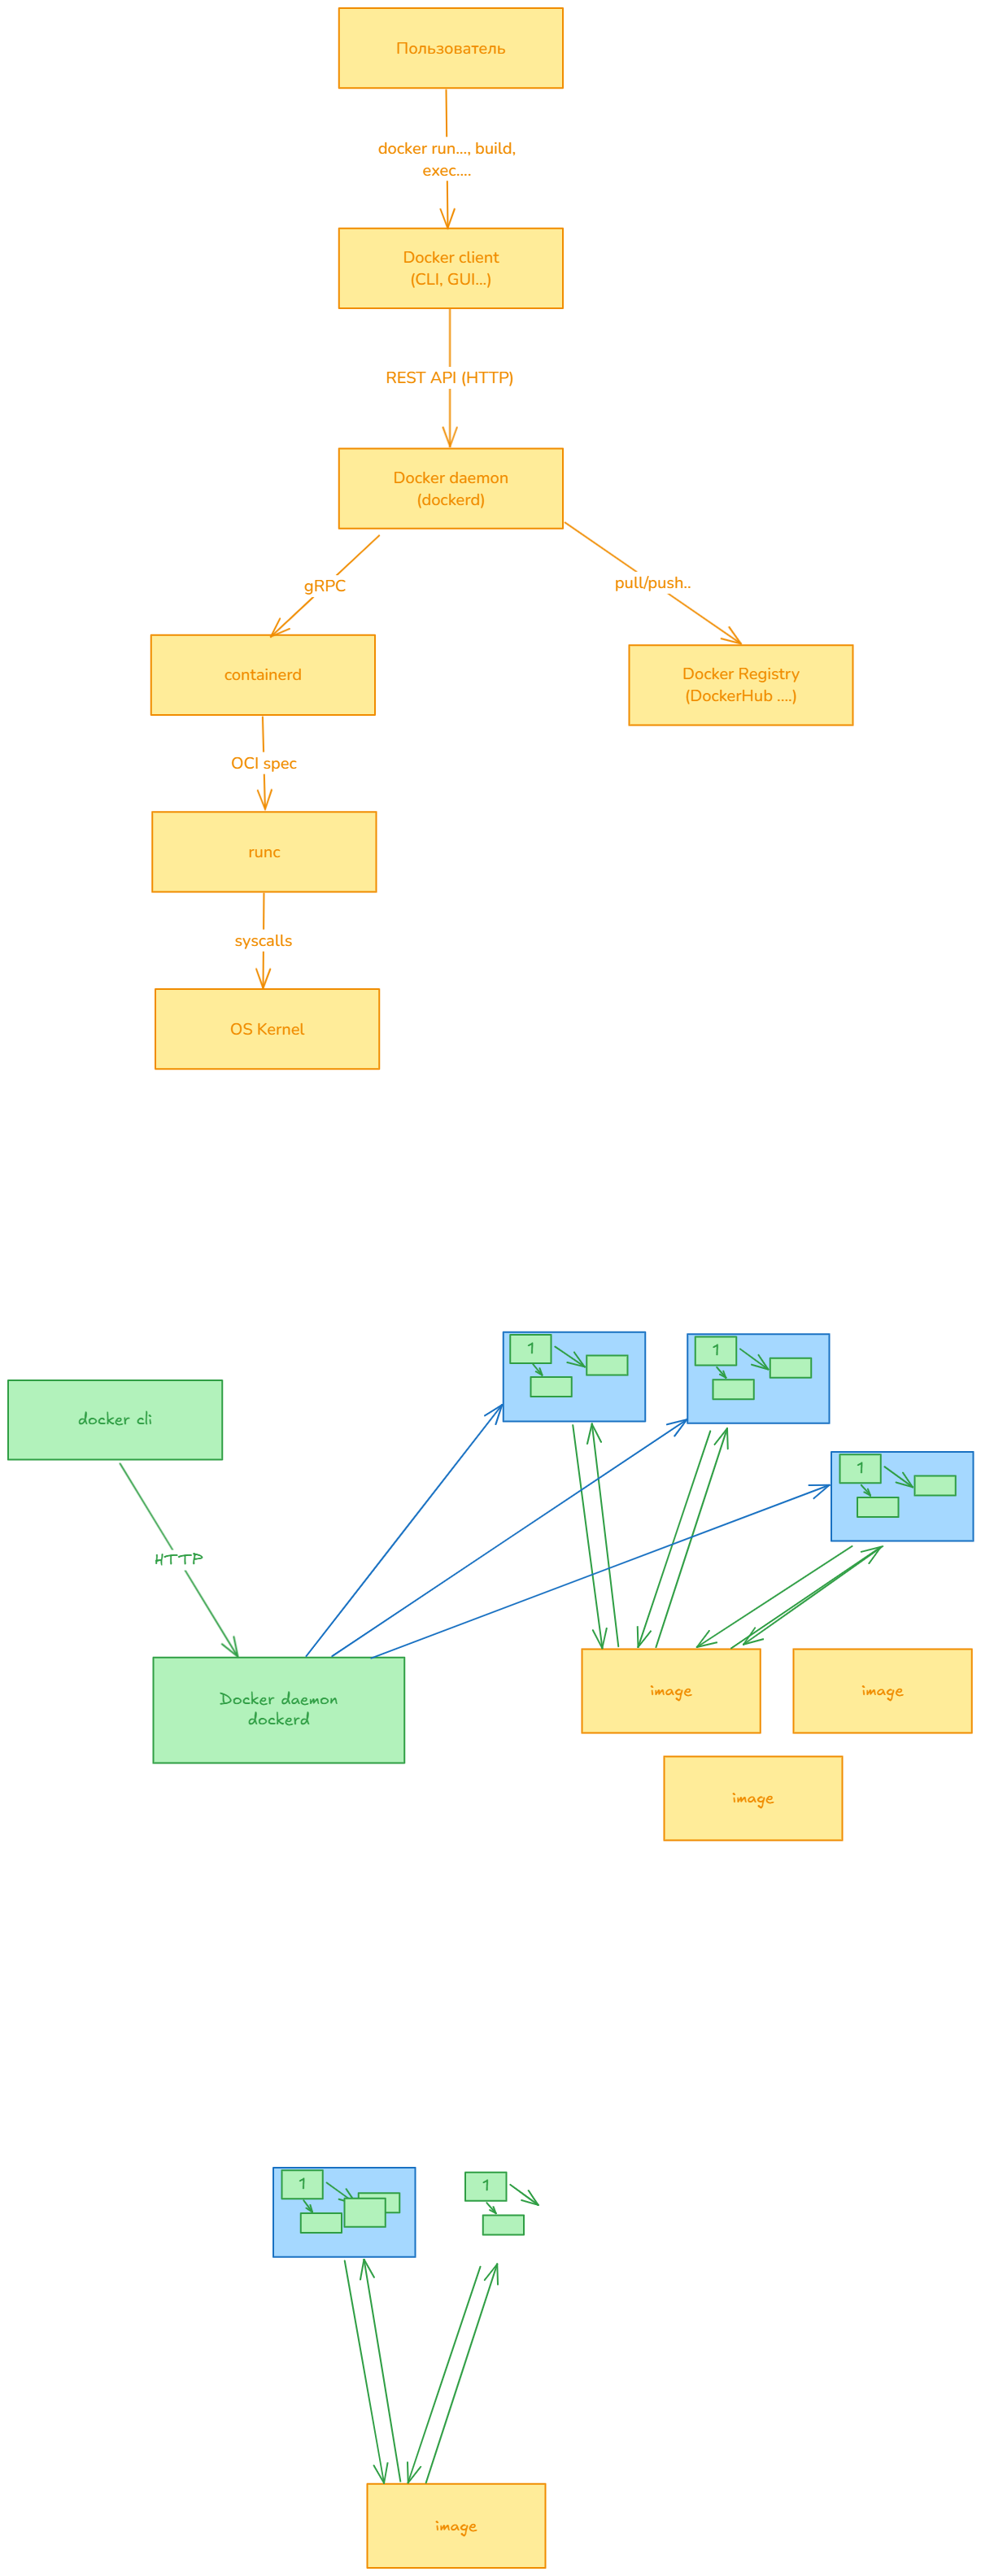 Пользователь
docker run..., build,
exec....
Docker client
(CLI, GUI...)
REST API (HTTP)
Docker daemon
(dockerd)
gRPC
pull/push..
containerd
Docker Registry
(DockerHub ....)
OCI spec
runc
syscalls
OS Kernel
1
1
docker cli
1
HTTP
image
image
Docker daemon
dockerd
image
1
1
image